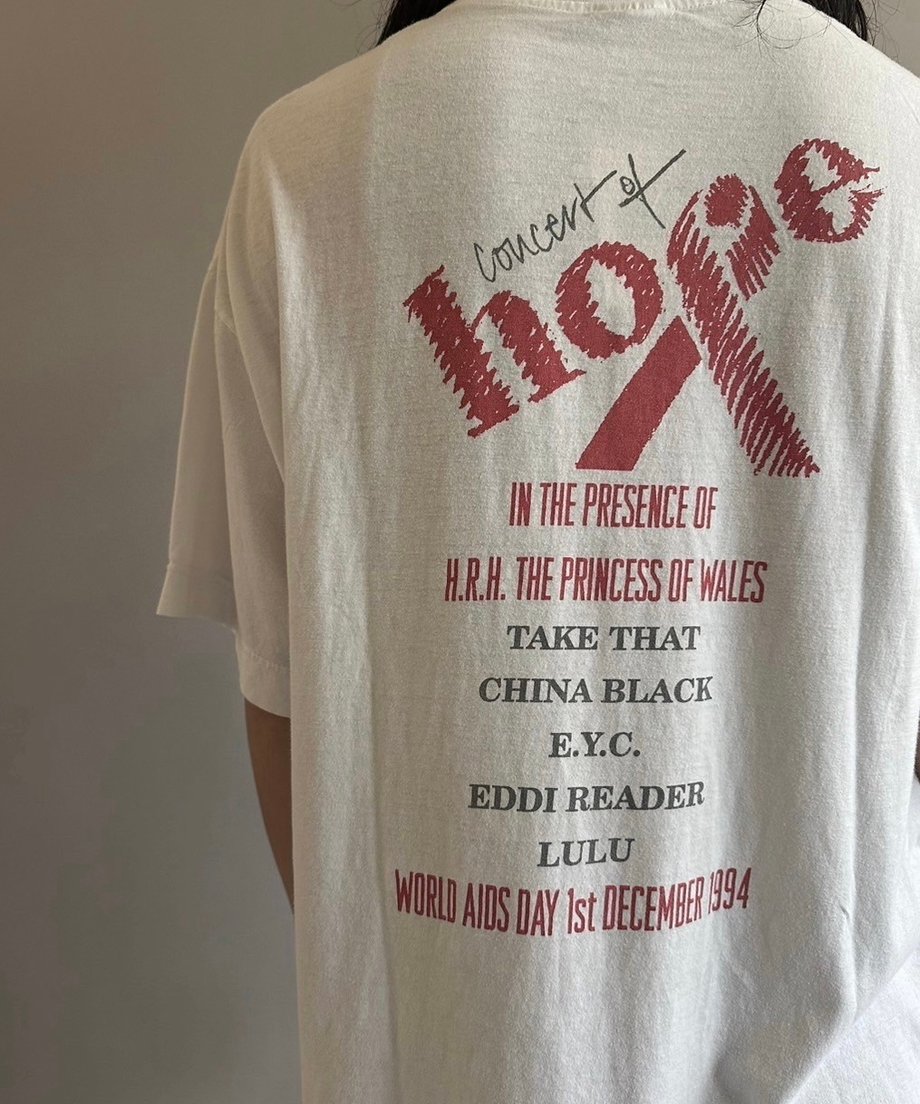 concert of
hope
IN THE PRESENCE OF
H.R.H. THE PRINCESS OF WALES
TAKE THAT
CHINA BLACK
E.Y.C.
EDDI READER
LULU
WORLD AIDS DAY 1st DECEMBER 1994